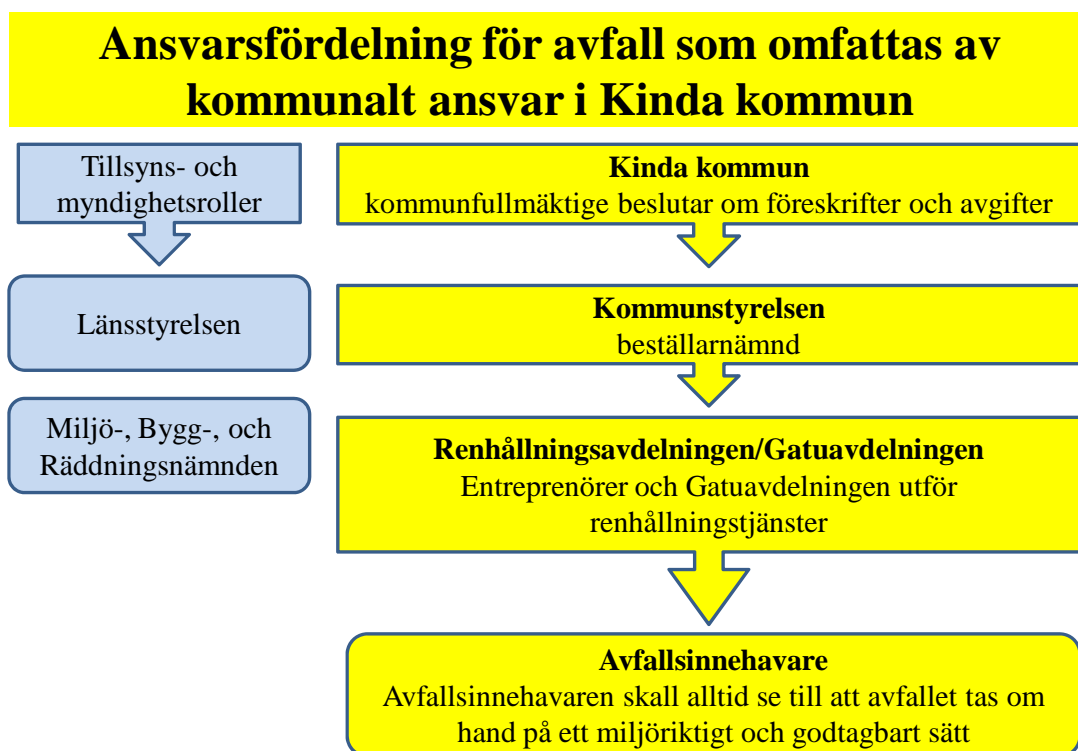 Ansvarsfördelning för avfall som omfattas av
kommunalt ansvar i Kinda kommun
Tillsyns- och
myndighetsroller
Länsstyrelsen
Miljö-, Bygg-, och
Räddningsnämnden
Kinda kommun
kommunfullmäktige beslutar om föreskrifter och avgifter
Kommunstyrelsen
beställarnämnd
Renhållningsavdelningen/Gatuavdelningen
Entreprenörer och Gatuavdelningen utför
renhållningstjänster
Avfallsinnehavare
Avfallsinnehavaren skall alltid se till att avfallet tas om
hand på ett miljöriktigt och godtagbart sätt